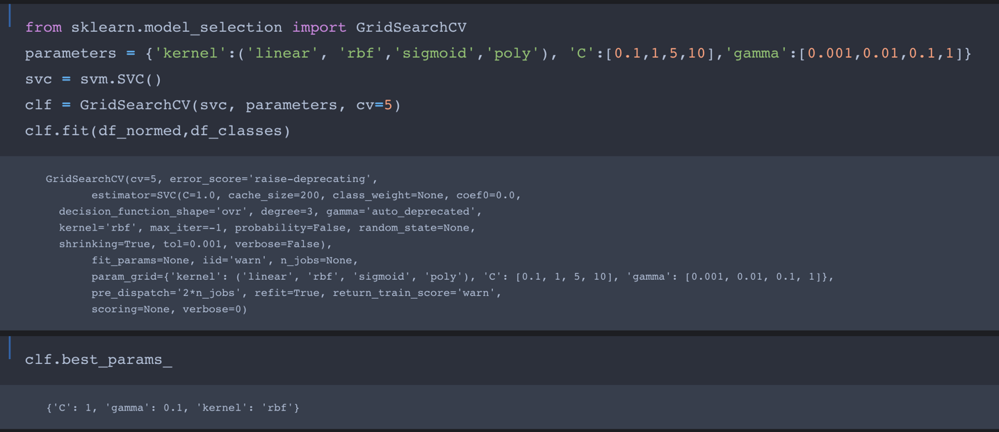 from sklearn.model_selection import GridSearchCV
parameters = {'kernel':('linear', 'rbf','sigmoid','poly'), 'C':[0.1,1,5,10],'gamma':[0.001,0.01,0.1,1]}
svc = svm.SVC()
clf = GridSearchCV(svc, parameters, cv=5)
clf.fit(df_normed,df_classes)
GridSearchCV(cv=5, error_score='raise-deprecating',
       estimator=SVC(C=1.0, cache_size=200, class_weight=None, coef0=0.0,
  decision_function_shape='ovr', degree=3, gamma='auto_deprecated',
  kernel='rbf', max_iter=-1, probability=False, random_state=None,
  shrinking=True, tol=0.001, verbose=False),
       fit_params=None, iid='warn', n_jobs=None,
       param_grid={'kernel': ('linear', 'rbf', 'sigmoid', 'poly'), 'C': [0.1, 1, 5, 10], 'gamma': [0.001, 0.01, 0.1, 1]},
       pre_dispatch='2*n_jobs', refit=True, return_train_score='warn',
       scoring=None, verbose=0)
clf.best_params_
{'C': 1, 'gamma': 0.1, 'kernel': 'rbf'}